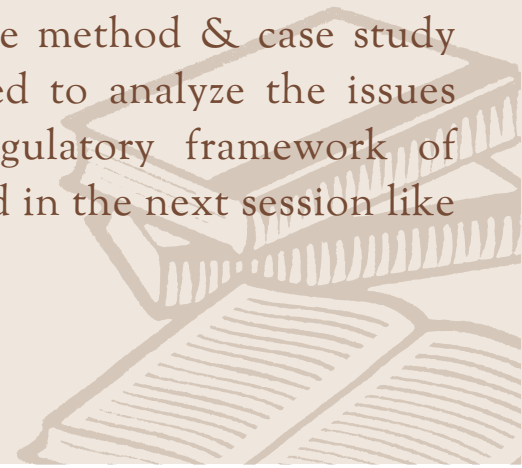 e method & case study
ed to analyze the issues
gulatory framework of
d in the next session like